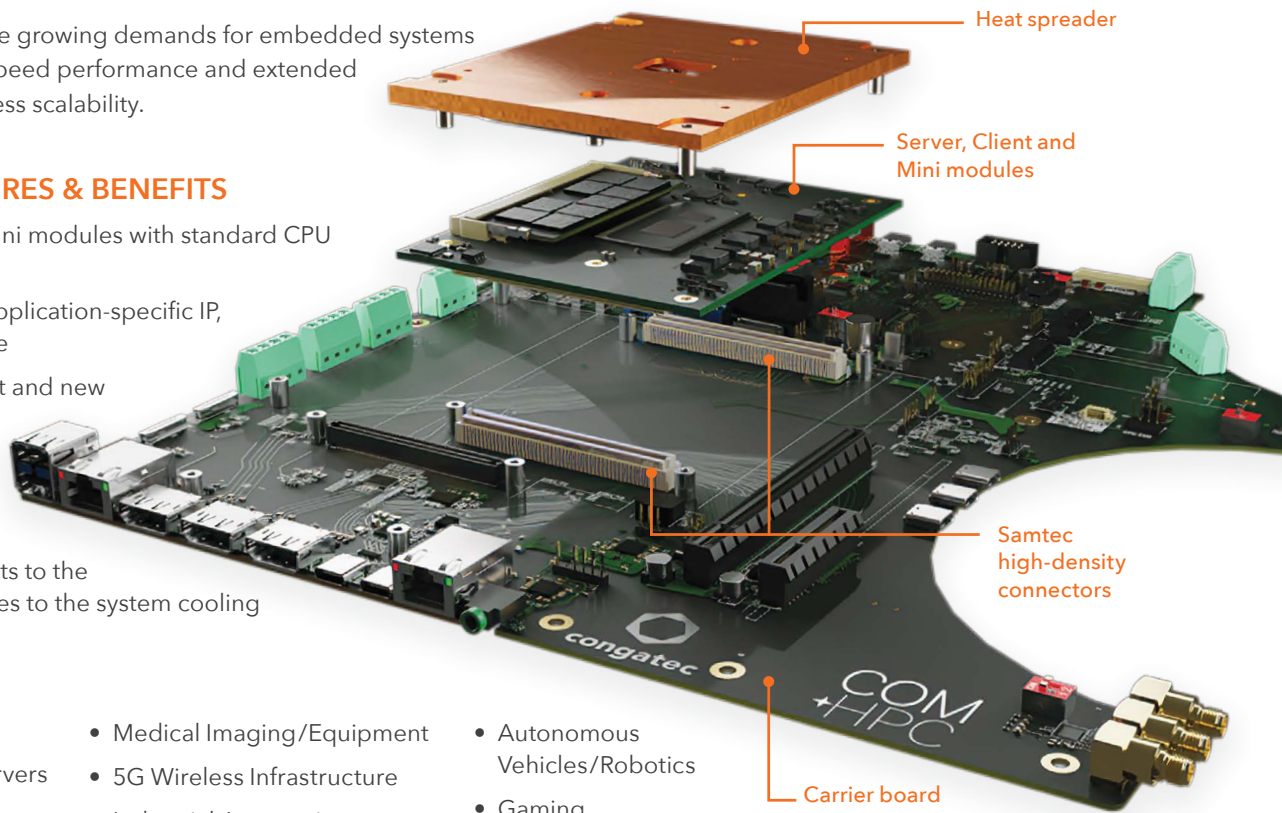 e growing demands for embedded systems
peed performance and extended
ess scalability.
RES & BENEFITS
ni modules with standard CPU
pplication-specific IP,
e
t and new
ts to the
es to the system cooling
rvers
• Medical Imaging/Equipment
• 5G Wireless Infrastructure
• Autonomous
Vehicles/Robotics
• Gaming
Heat spreader
Server, Client and
Mini modules
Samtec
high-density
connectors
Carrier board
congatec
COM
HPC